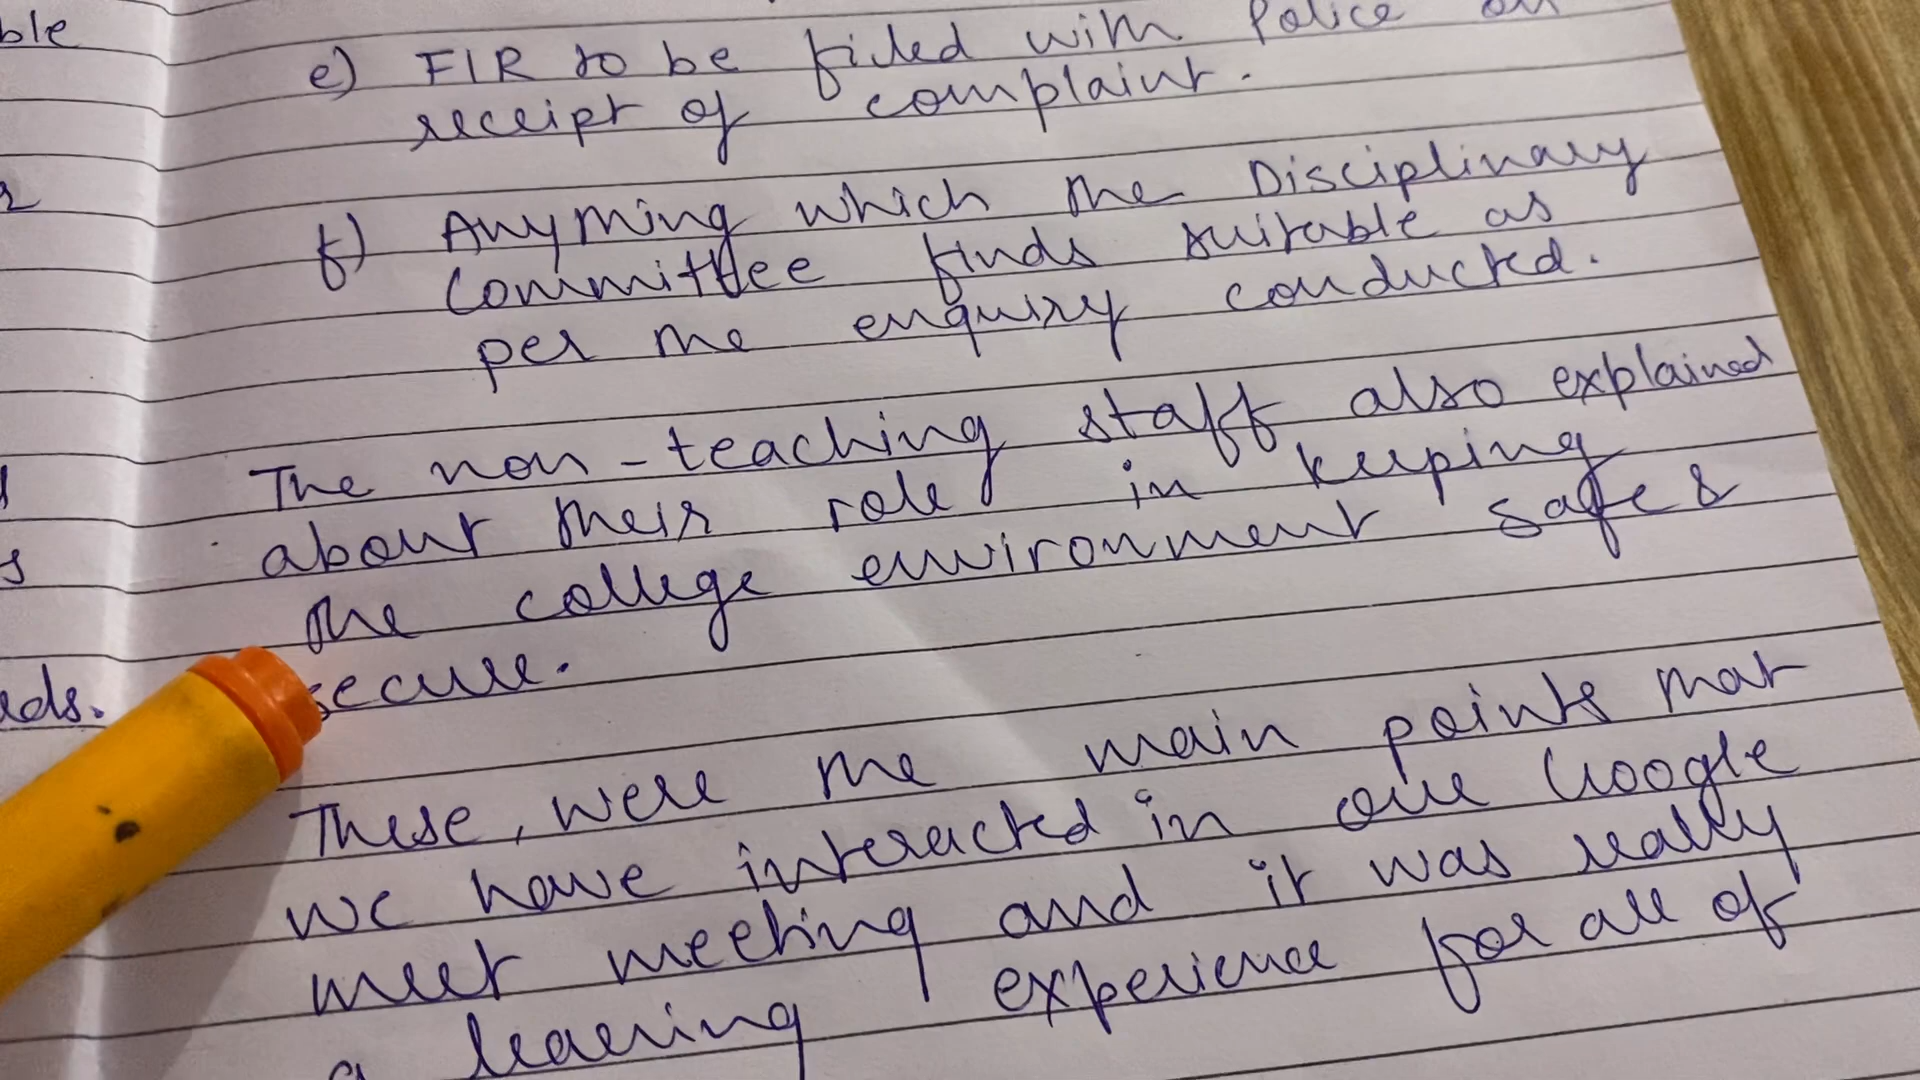 ble
e) FIR to be filed with Police on
receipt of complaint.
f) Anything which the Disciplinary
Committee finds suitable as
per the enquiry conducted.
The non-teaching staff also explained
about their role in keeping
the college environment safe &
secure.
eds.
These, were the main points that
we have interacted in our Google
meet meeting and it was really
a learning experience for all of